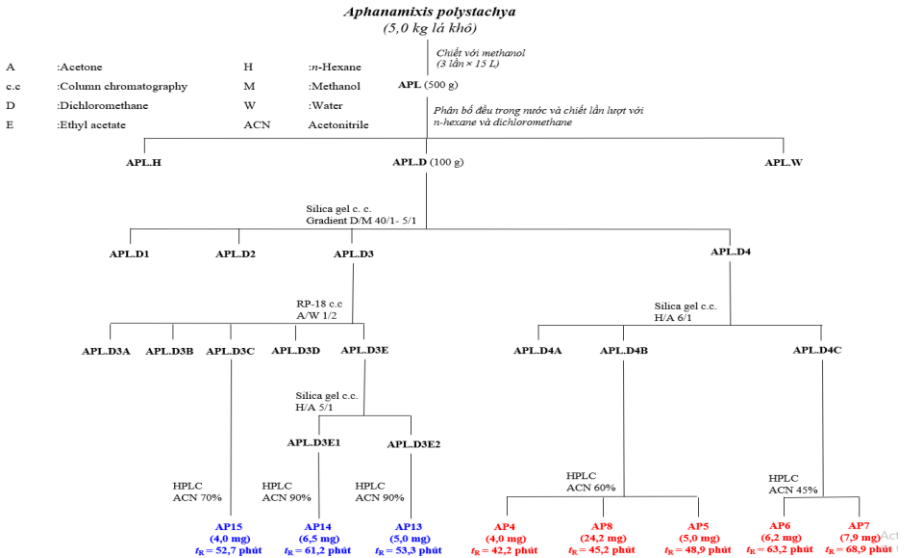 Aphanamixis polystachya
(5,0 kg lá khô)
Chiết với methanol
(3 lần × 15 L)
A :Acetone H :n-Hexane
c.c :Column chromatography M :Methanol
D :Dichloromethane W :Water
E :Ethyl acetate ACN Acetonitrile
APL (500 g)
Phân bố đều trong nước và chiết lần lượt với
n-hexane và dichloromethane
APL.H APL.D (100 g) APL.W
Silica gel c. c.
Gradient D/M 40/1- 5/1
APL.D1 APL.D2 APL.D3 APL.D4
RP-18 c.c
A/W 1/2
Silica gel c.c.
H/A 6/1
APL.D3A APL.D3B APL.D3C APL.D3D APL.D3E APL.D4A APL.D4B APL.D4C
Silica gel c.c.
H/A 5/1
APL.D3E1 APL.D3E2
HPLC
ACN 70%
HPLC
ACN 90%
HPLC
ACN 90%
HPLC
ACN 60%
HPLC
ACN 45%
AP15
(4,0 mg)
tR = 52,7 phút
AP14
(6,5 mg)
tR = 61,2 phút
AP13
(5,0 mg)
tR = 53,3 phút
AP4
(4,0 mg)
tR = 42,2 phút
AP8
(24,2 mg)
tR = 45,2 phút
AP5
(5,0 mg)
tR = 48,9 phút
AP6
(6,2 mg)
tR = 63,2 phút
AP7
(7,9 mg)
tR = 68,9 phút
Act